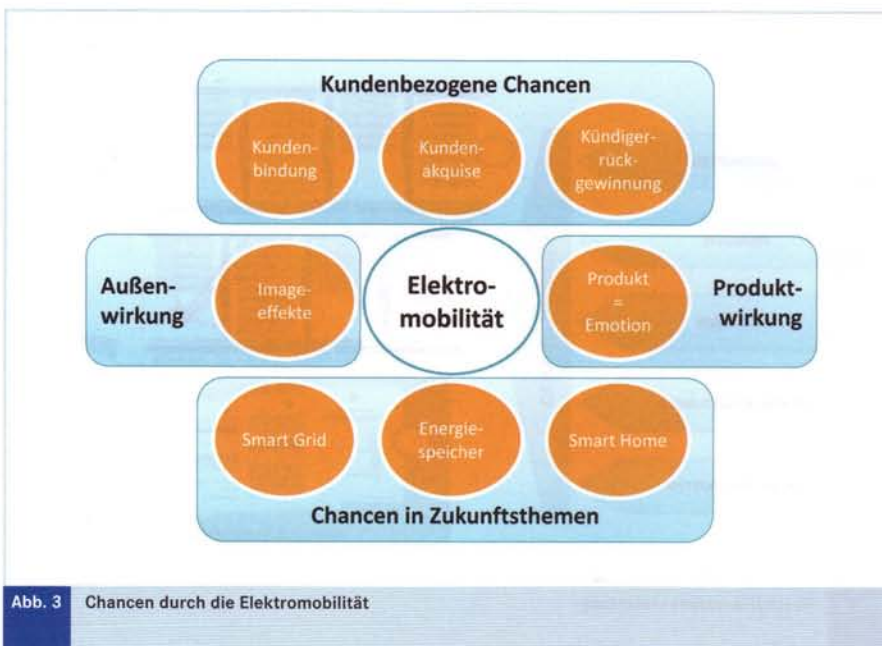 Kundenbezogene Chancen
Kunden-
bindung
Kunden-
akquise
Kündiger-
rück-
gewinnung
Außen-
wirkung
Image-
effekte
Elektro-
mobilität
Produkt
=
Emotion
Produkt-
wirkung
Smart Grid
Energie-
speicher
Smart Home
Chancen in Zukunftsthemen
Abb. 3 Chancen durch die Elektromobilität